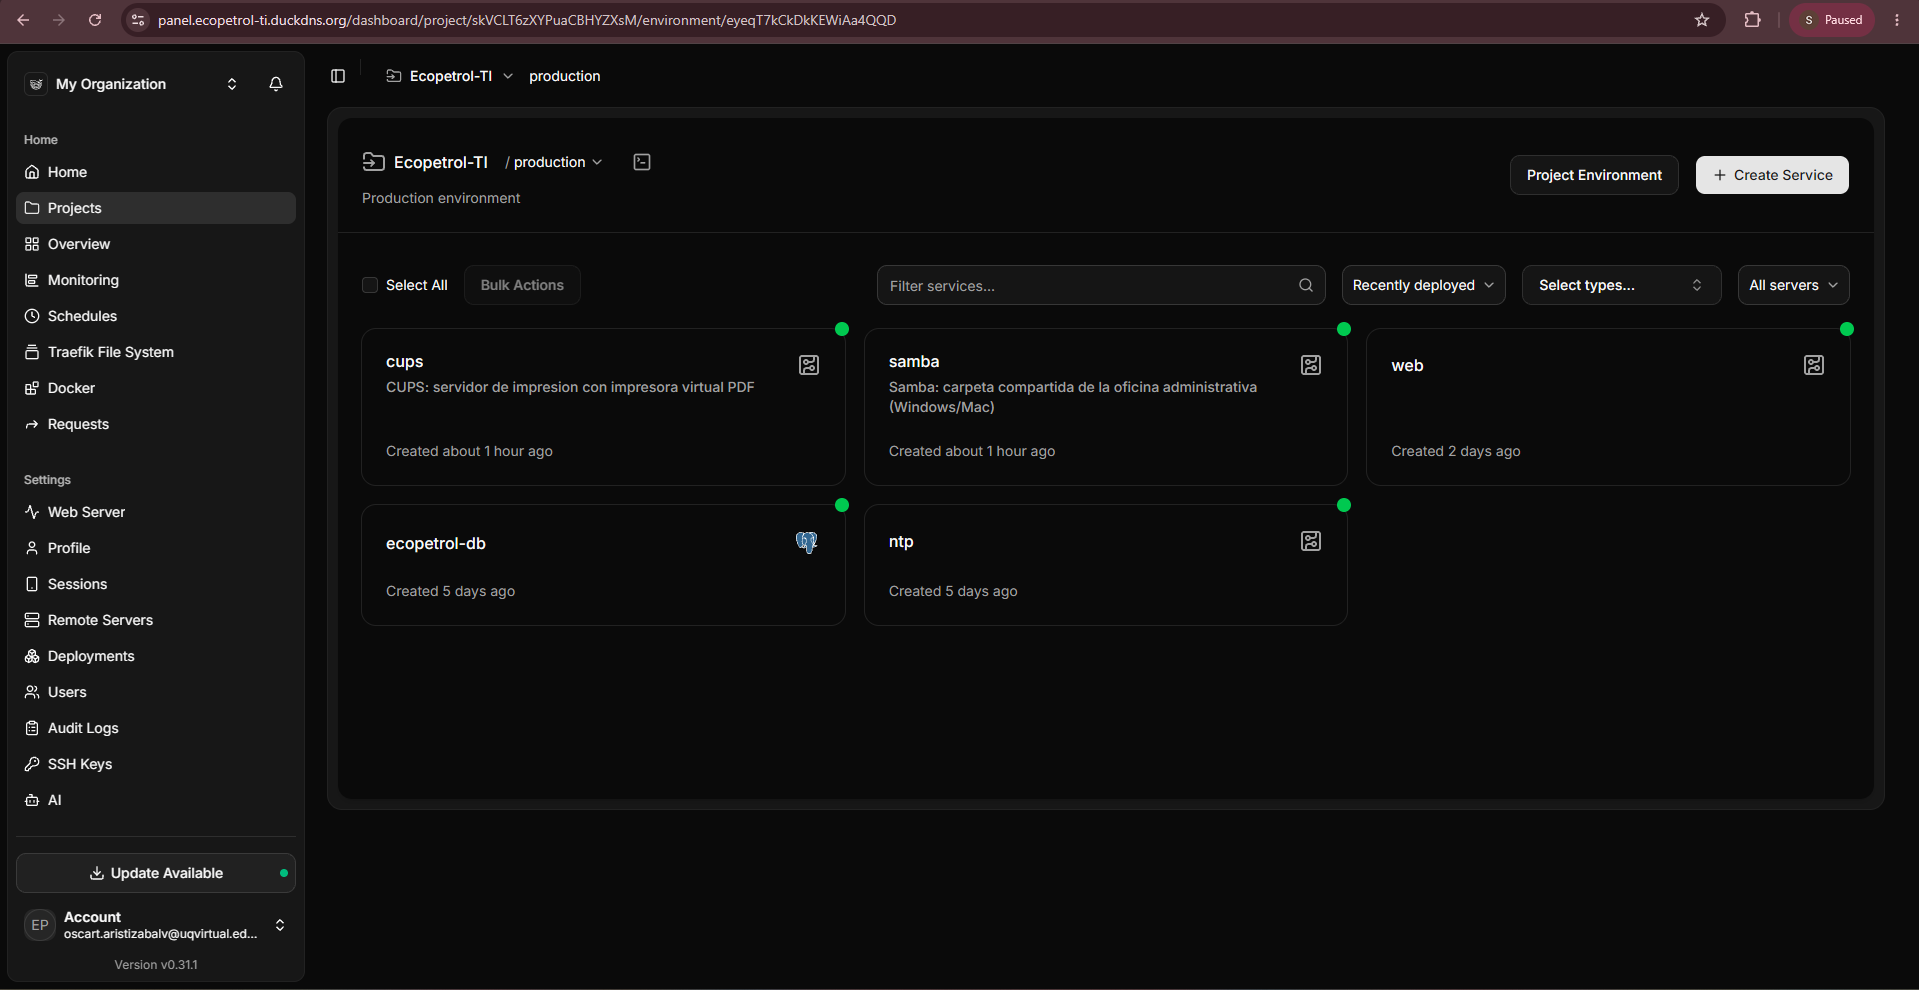 panel.ecopetrol-ti.duckdns.org/dashboard/project/skVCLT6zXYPuaCBHYZXsM/environment/eyeqT7kCkDkKEWiAa4QQD
S Paused
My Organization
Ecopetrol-TI production
Home
Home
Projects
Overview
Monitoring
Schedules
Traefik File System
Docker
Requests
Settings
Web Server
Profile
Sessions
Remote Servers
Deployments
Users
Audit Logs
SSH Keys
AI
Update Available
EP
Account
oscart.aristizabalv@uqvirtual.ed...
Version v0.31.1
Ecopetrol-TI / production
Production environment
Project Environment
+ Create Service
Select All
Bulk Actions
Filter services...
Recently deployed
Select types...
All servers
cups
CUPS: servidor de impresion con impresora virtual PDF
Created about 1 hour ago
samba
Samba: carpeta compartida de la oficina administrativa
(Windows/Mac)
Created about 1 hour ago
web
Created 2 days ago
ecopetrol-db
Created 5 days ago
ntp
Created 5 days ago